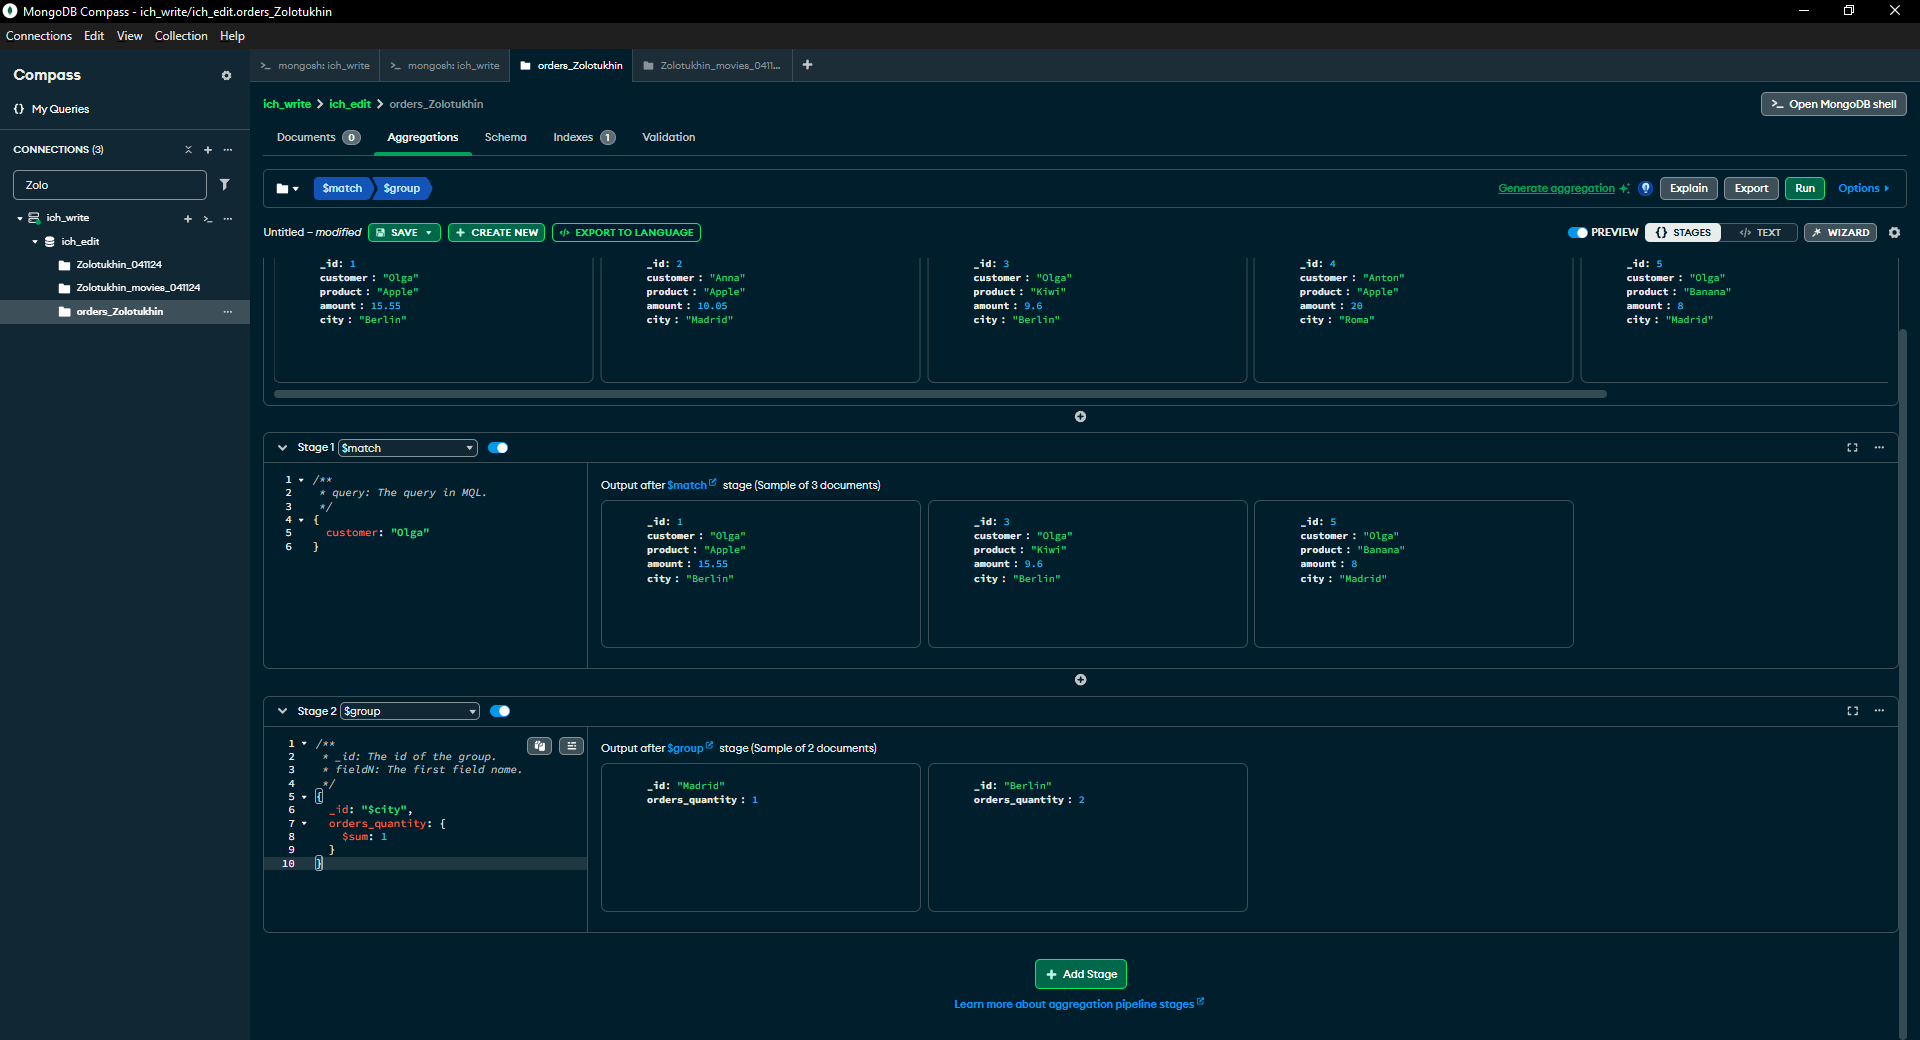 MongoDB Compass - ich_write/ich_edit.orders_Zolotukhin
Connections Edit View Collection Help
Compass
{} My Queries
CONNECTIONS (3)
Zolo
ich_write
ich_edit
Zolotukhin_041124
Zolotukhin_movies_041124
orders_Zolotukhin
>_ mongosh: ich_write
>_ mongosh: ich_write
orders_Zolotukhin
Zolotukhin_movies_0411...
ich_write > ich_edit > orders_Zolotukhin
>_ Open MongoDB shell
Documents 0 Aggregations Schema Indexes 1 Validation
$match $group
Generate aggregation Explain Export Run Options
Untitled – modified SAVE + CREATE NEW </> EXPORT TO LANGUAGE
PREVIEW {} STAGES </> TEXT WIZARD
_id: 1
customer : "Olga"
product : "Apple"
amount : 15.55
city : "Berlin"
_id: 2
customer : "Anna"
product : "Apple"
amount : 10.05
city : "Madrid"
_id: 3
customer : "Olga"
product : "Kiwi"
amount : 9.6
city : "Berlin"
_id: 4
customer : "Anton"
product : "Apple"
amount : 20
city : "Roma"
_id: 5
customer : "Olga"
product : "Banana"
amount : 8
city : "Madrid"
Stage 1 $match
1 /**
2 * query: The query in MQL.
3 */
4 {
5 customer: "Olga"
6 }
Output after $match stage (Sample of 3 documents)
_id: 1
customer : "Olga"
product : "Apple"
amount : 15.55
city : "Berlin"
_id: 3
customer : "Olga"
product : "Kiwi"
amount : 9.6
city : "Berlin"
_id: 5
customer : "Olga"
product : "Banana"
amount : 8
city : "Madrid"
Stage 2 $group
1 /**
2 * _id: The id of the group.
3 * fieldN: The first field name.
4 */
5 {
6 _id: "$city",
7 orders_quantity: {
8 $sum: 1
9 }
10 }
Output after $group stage (Sample of 2 documents)
_id: "Madrid"
orders_quantity : 1
_id: "Berlin"
orders_quantity : 2
+ Add Stage
Learn more about aggregation pipeline stages